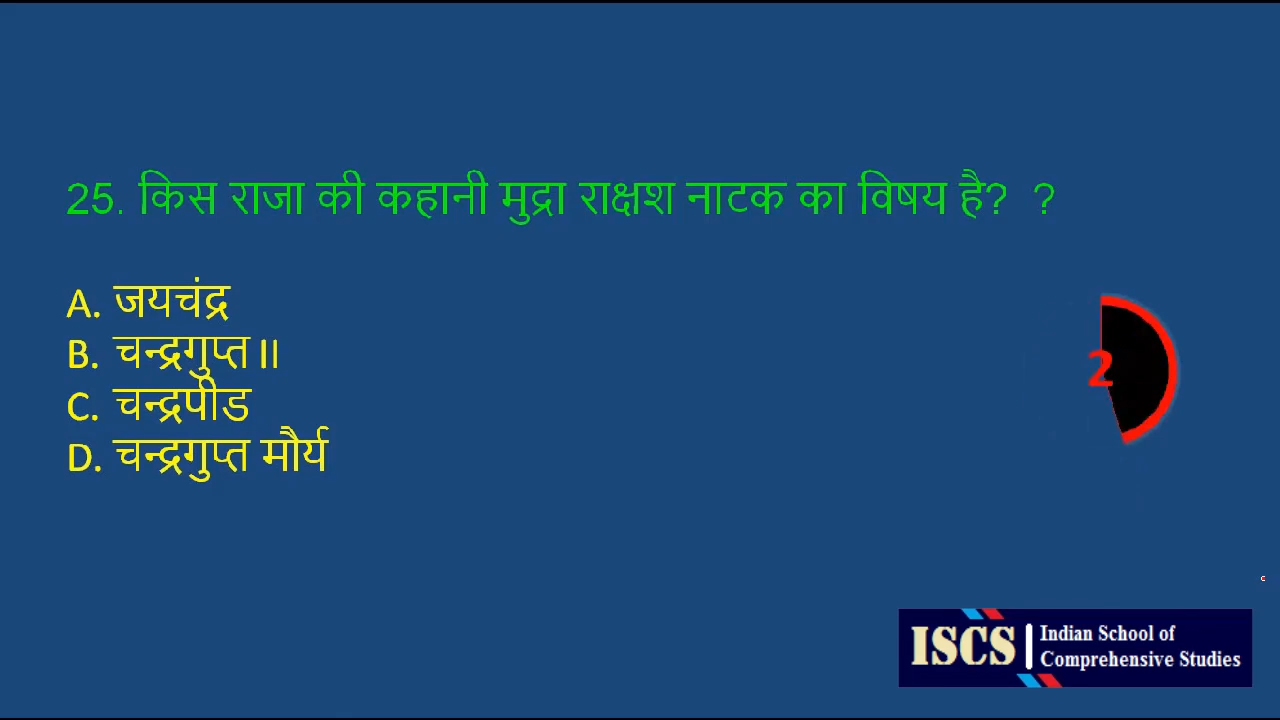 25. किस राजा की कहानी मुद्रा राक्षश नाटक का विषय है?  ?
A. जयचंद्र
B. चन्द्रगुप्त॥
C. चन्द्रपीड
D. चन्द्रगुप्त मौर्य
2
c
ISCS
Indian School of
Comprehensive Studies